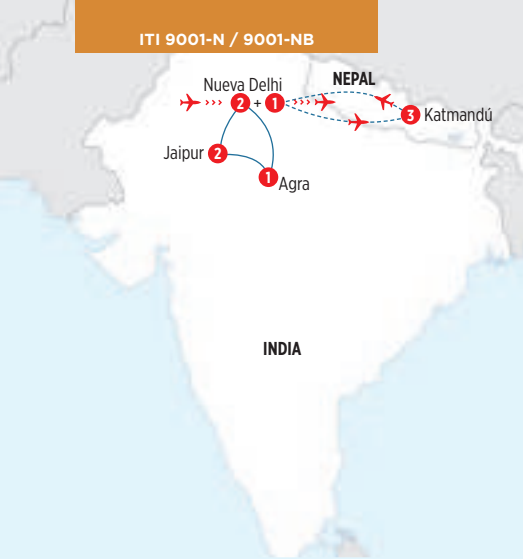 ITI 9001-N / 9001-NB
NEPAL
Nueva Delhi
2 + 1
3 Katmandú
Jaipur 2
1 Agra
INDIA